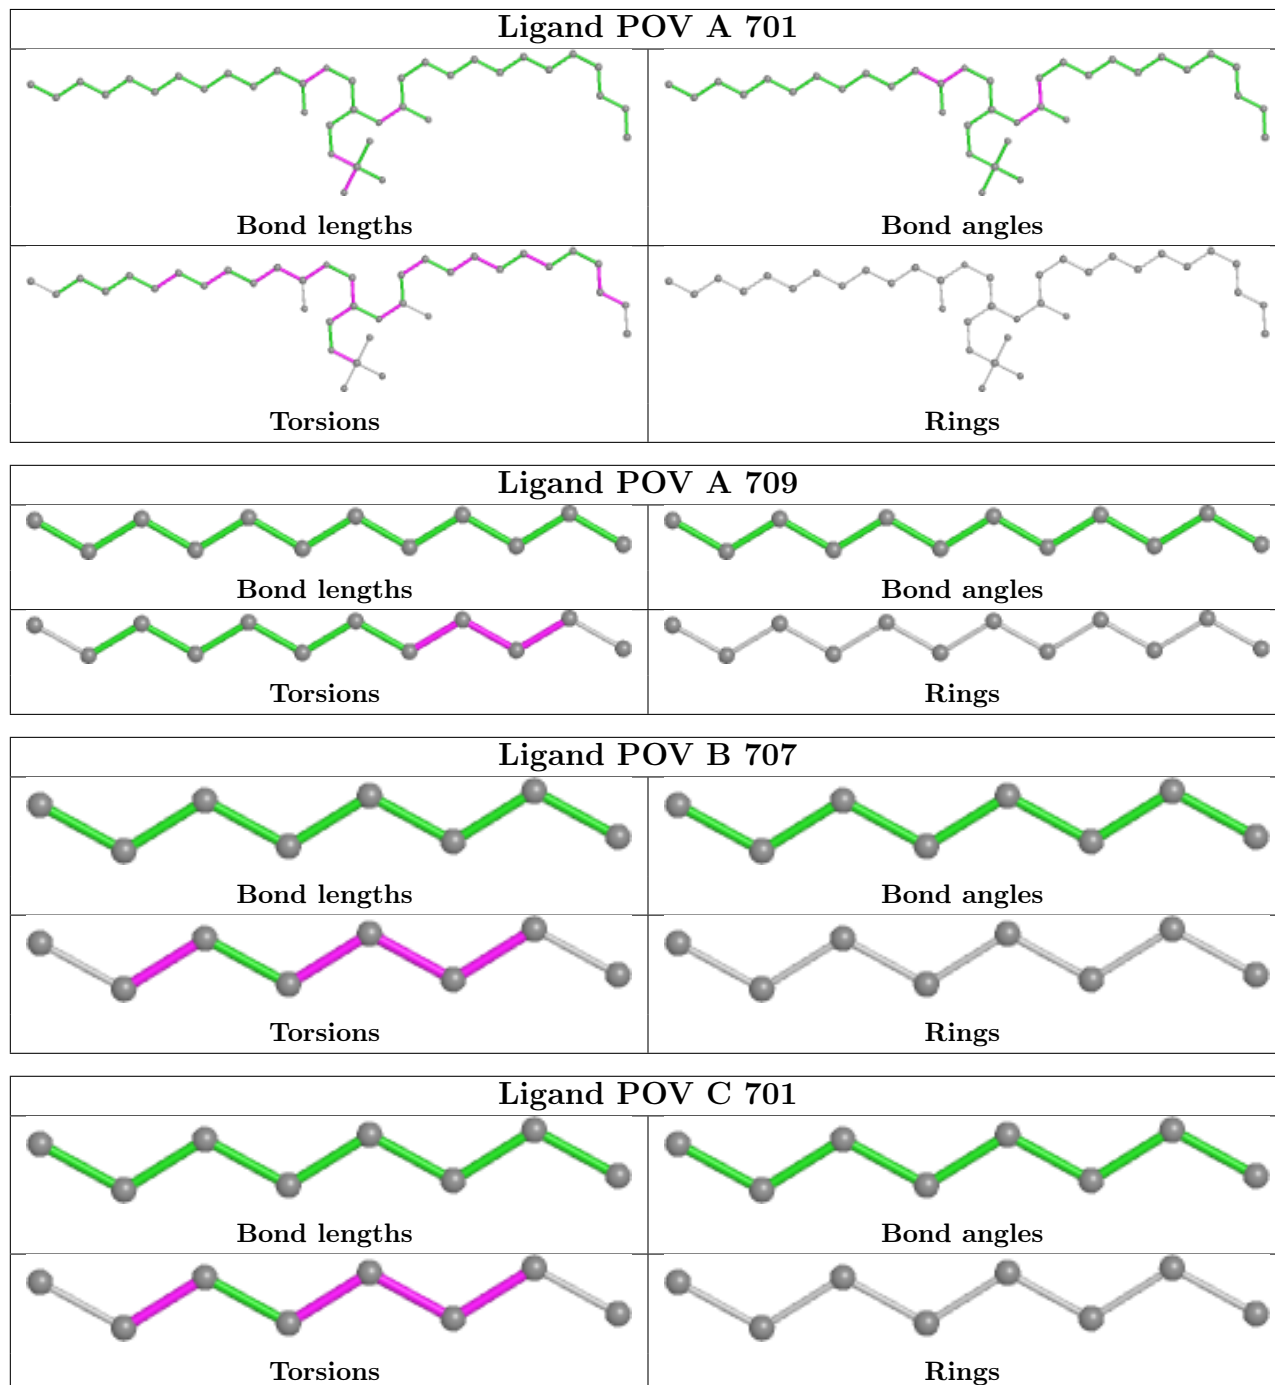 Ligand POV A 701
Bond lengths
Bond angles
Torsions
Rings
Ligand POV A 709
Bond lengths
Bond angles
Torsions
Rings
Ligand POV B 707
Bond lengths
Bond angles
Torsions
Rings
Ligand POV C 701
Bond lengths
Bond angles
Torsions
Rings